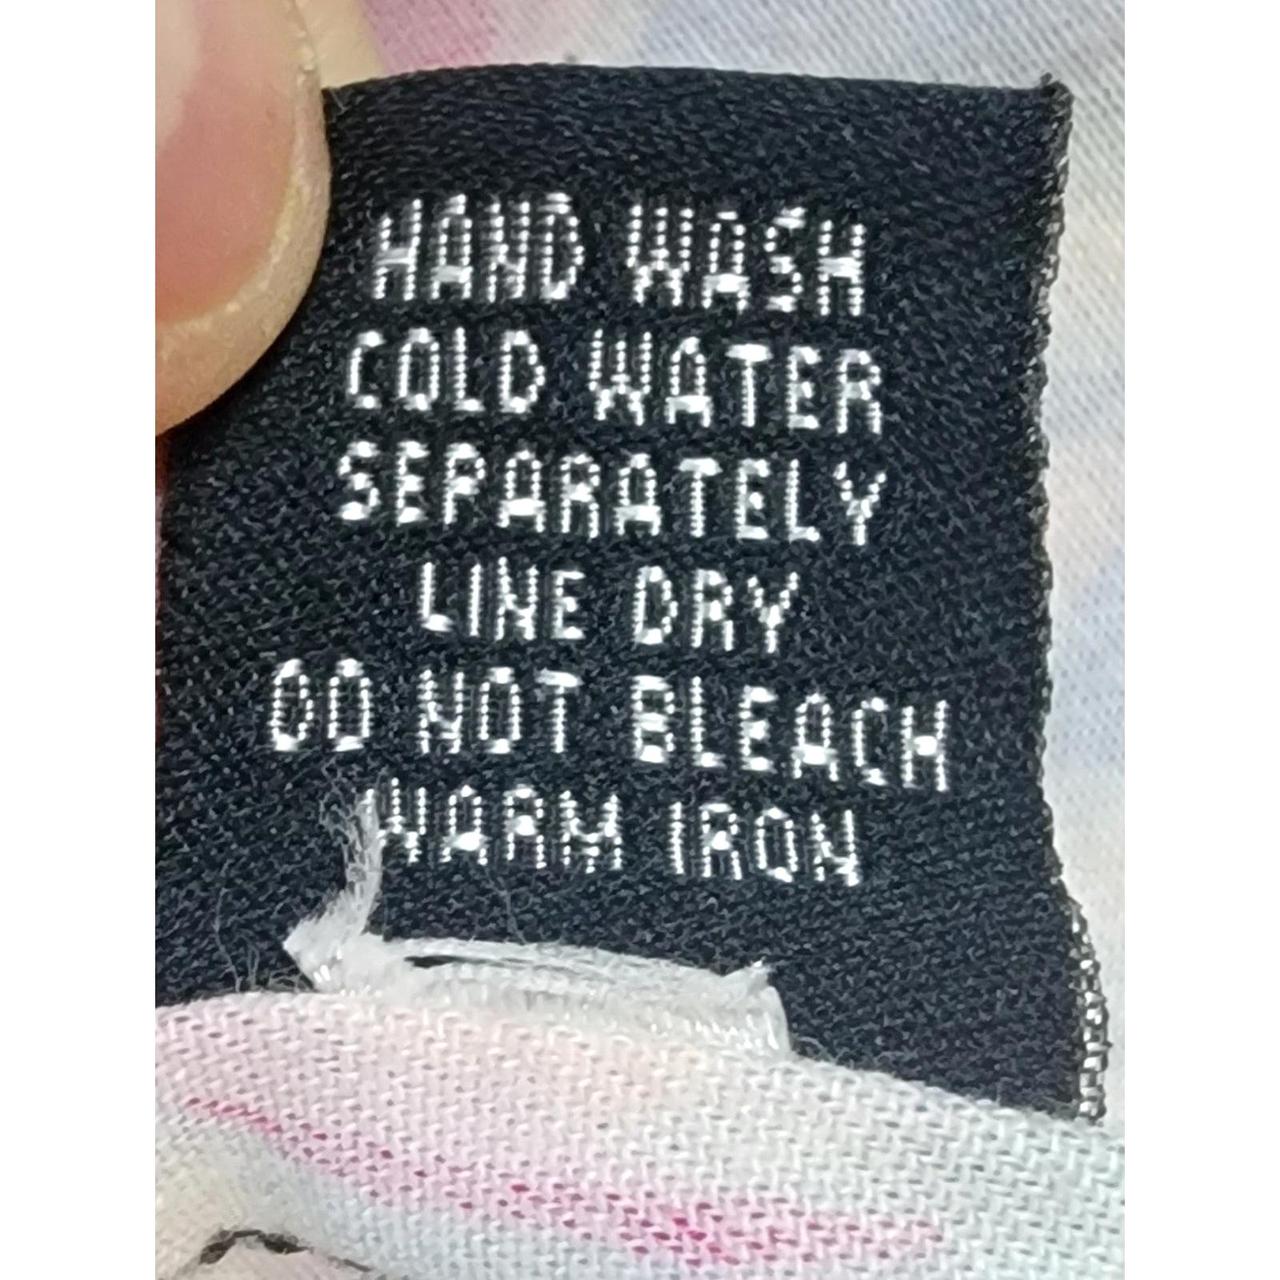 HAND WASH
COLD WATER
SEPARATELY
LINE DRY
DO NOT BLEACH
WARM IRON